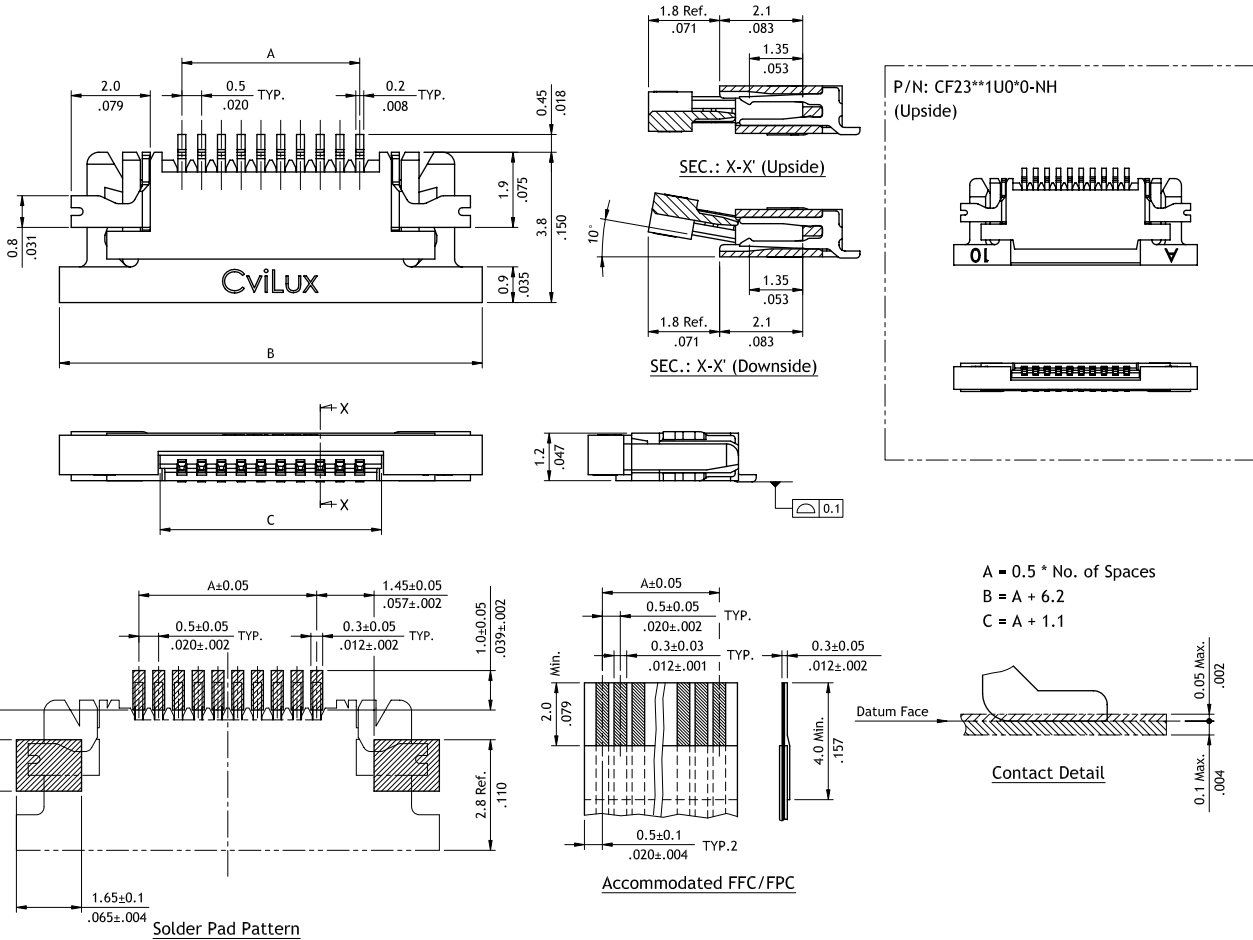 A
2.0
.079
0.5
.020
TYP.
0.2
.008
0.45
.018
1.9
.075
3.8
.150
0.8
.031
0.9
.035
CviLux
B
1.8 Ref.
.071
2.1
.083
1.35
.053
SEC.: X-X' (Upside)
10°
1.35
.053
1.8 Ref.
.071
2.1
.083
SEC.: X-X' (Downside)
P/N: CF23**1U0*0-NH
(Upside)
10
A
X
X
C
1.2
.047
0.1
A±0.05
1.45±0.05
.057±.002
0.5±0.05
.020±.002
TYP.
0.3±0.05
.012±.002
1.0±0.05
.039±.002
2.8 Ref.
.110
1.65±0.1
.065±.004
Solder Pad Pattern
A±0.05
0.5±0.05
.020±.002
0.3±0.03
.012±.001
TYP.
0.3±0.05
.012±.002
2.0 Min.
.079
4.0 Min.
.157
0.5±0.1
.020±.004
TYP.2
Accommodated FFC/FPC
A = 0.5 * No. of Spaces
B = A + 6.2
C = A + 1.1
Datum Face
0.05 Max.
.002
0.1 Max.
.004
Contact Detail